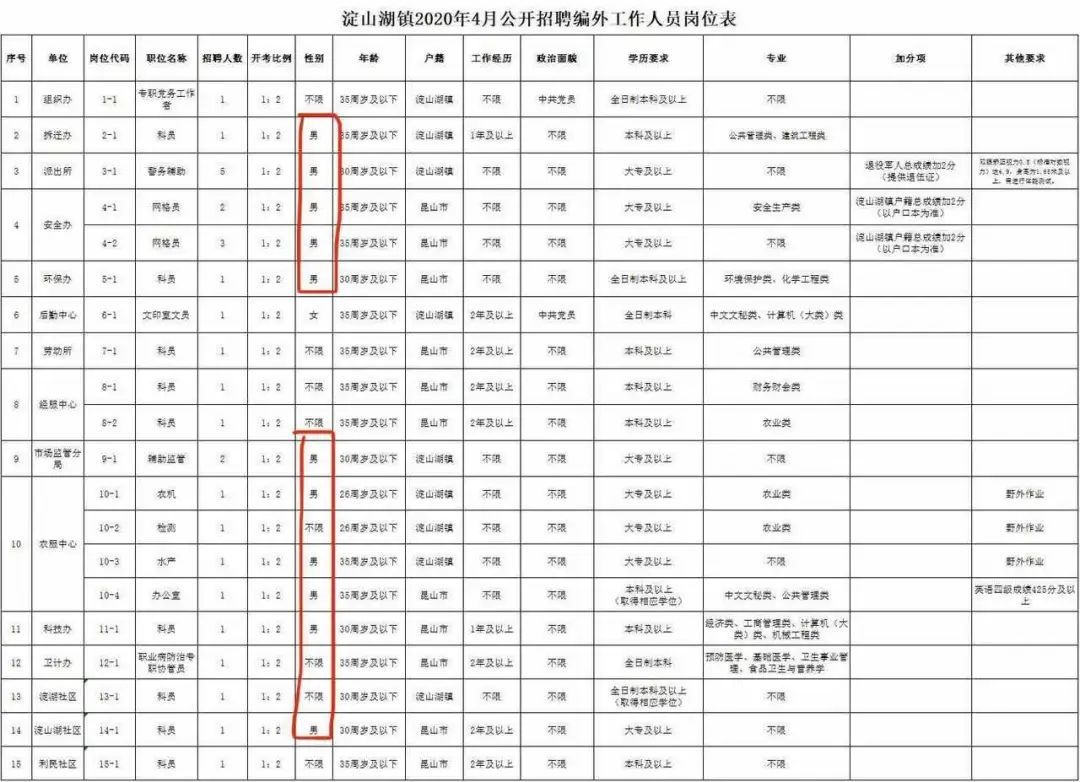 淀山湖镇2020年4月公开招聘编外工作人员岗位表
序号 单位 岗位代码 职位名称 招聘人数 开考比例 性别 年龄 户籍 工作经历 政治面貌 学历要求 专业 加分项 其他要求
1 组织办 1-1 专职党务工作者 1 1：2 不限 35周岁及以下 淀山湖镇 不限 中共党员 全日制本科及以上 不限
2 拆迁办 2-1 科员 1 1：2 男 35周岁及以下 淀山湖镇 1年及以上 不限 本科及以上 公共管理类、建筑工程类
3 派出所 3-1 警务辅助 5 1：2 男 30周岁及以下 淀山湖镇 不限 不限 大专及以上 不限 退役军人总成绩加2分（提供退伍证） 双眼矫正视力0.8（标准对数视力）达4.9，身高为1.68米及以上，需进行体能测试。
4 安全办 4-1 网格员 2 1：2 男 35周岁及以下 昆山市 不限 不限 大专及以上 安全生产类 淀山湖镇户籍总成绩加2分（以户口本为准）
4-2 网格员 3 1：2 男 35周岁及以下 昆山市 不限 不限 大专及以上 不限 淀山湖镇户籍总成绩加2分（以户口本为准）
5 环保办 5-1 科员 1 1：2 男 30周岁及以下 昆山市 不限 不限 全日制本科及以上 环境保护类、化学工程类
6 后勤中心 6-1 文印室文员 1 1：2 女 35周岁及以下 淀山湖镇 2年及以上 中共党员 全日制本科 中文文秘类、计算机（大类）类
7 劳动所 7-1 科员 1 1：2 不限 35周岁及以下 昆山市 2年及以上 不限 本科及以上 公共管理类
8 经服中心 8-1 科员 1 1：2 不限 35周岁及以下 昆山市 2年及以上 不限 本科及以上 财务财会类
8-2 科员 1 1：2 不限 35周岁及以下 昆山市 2年及以上 不限 本科及以上 农业类
9 市场监管分局 9-1 辅助监管 2 1：2 男 30周岁及以下 淀山湖镇 不限 不限 大专及以上 不限
10 农服中心 10-1 农机 1 1：2 男 26周岁及以下 淀山湖镇 不限 不限 大专及以上 农业类 野外作业
10-2 检测 1 1：2 不限 26周岁及以下 淀山湖镇 不限 不限 大专及以上 农业类 野外作业
10-3 水产 1 1：2 男 35周岁及以下 淀山湖镇 不限 不限 大专及以上 不限 野外作业
10-4 办公室 1 1：2 男 35周岁及以下 昆山市 不限 不限 本科及以上（取得相应学位） 中文文秘类、公共管理类 英语四级成绩425分及以上
11 科技办 11-1 科员 1 1：2 男 30周岁及以下 昆山市 1年及以上 不限 本科及以上 经济类、工商管理类、计算机（大类）类、机械工程类
12 卫计办 12-1 职业病防治专职协管员 1 1：2 不限 35周岁及以下 昆山市 2年及以上 不限 全日制本科 预防医学、基础医学、卫生事业管理、食品卫生与营养学
13 淀湖社区 13-1 科员 1 1：2 不限 30周岁及以下 淀山湖镇 不限 不限 全日制本科及以上（取得相应学位） 不限
14 淀山湖社区 14-1 科员 1 1：2 男 30周岁及以下 昆山市 2年及以上 不限 大专及以上 不限
15 利民社区 15-1 科员 1 1：2 不限 35周岁及以下 昆山市 2年及以上 不限 本科及以上 不限